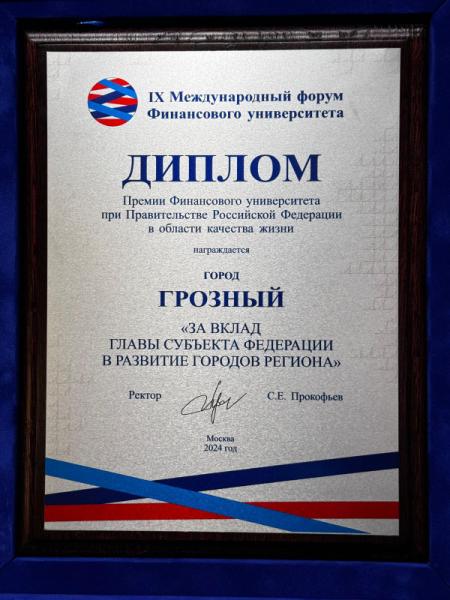 IX Международный форум
Финансового университета
ДИПЛОМ
Премии Финансового университета
при Правительстве Российской Федерации
в области качества жизни
награждается
ГОРОД
ГРОЗНЫЙ
«ЗА ВКЛАД
ГЛАВЫ СУБЪЕКТА ФЕДЕРАЦИИ
В РАЗВИТИЕ ГОРОДОВ РЕГИОНА»
Ректор С.Е. Прокофьев
Москва
2024 год